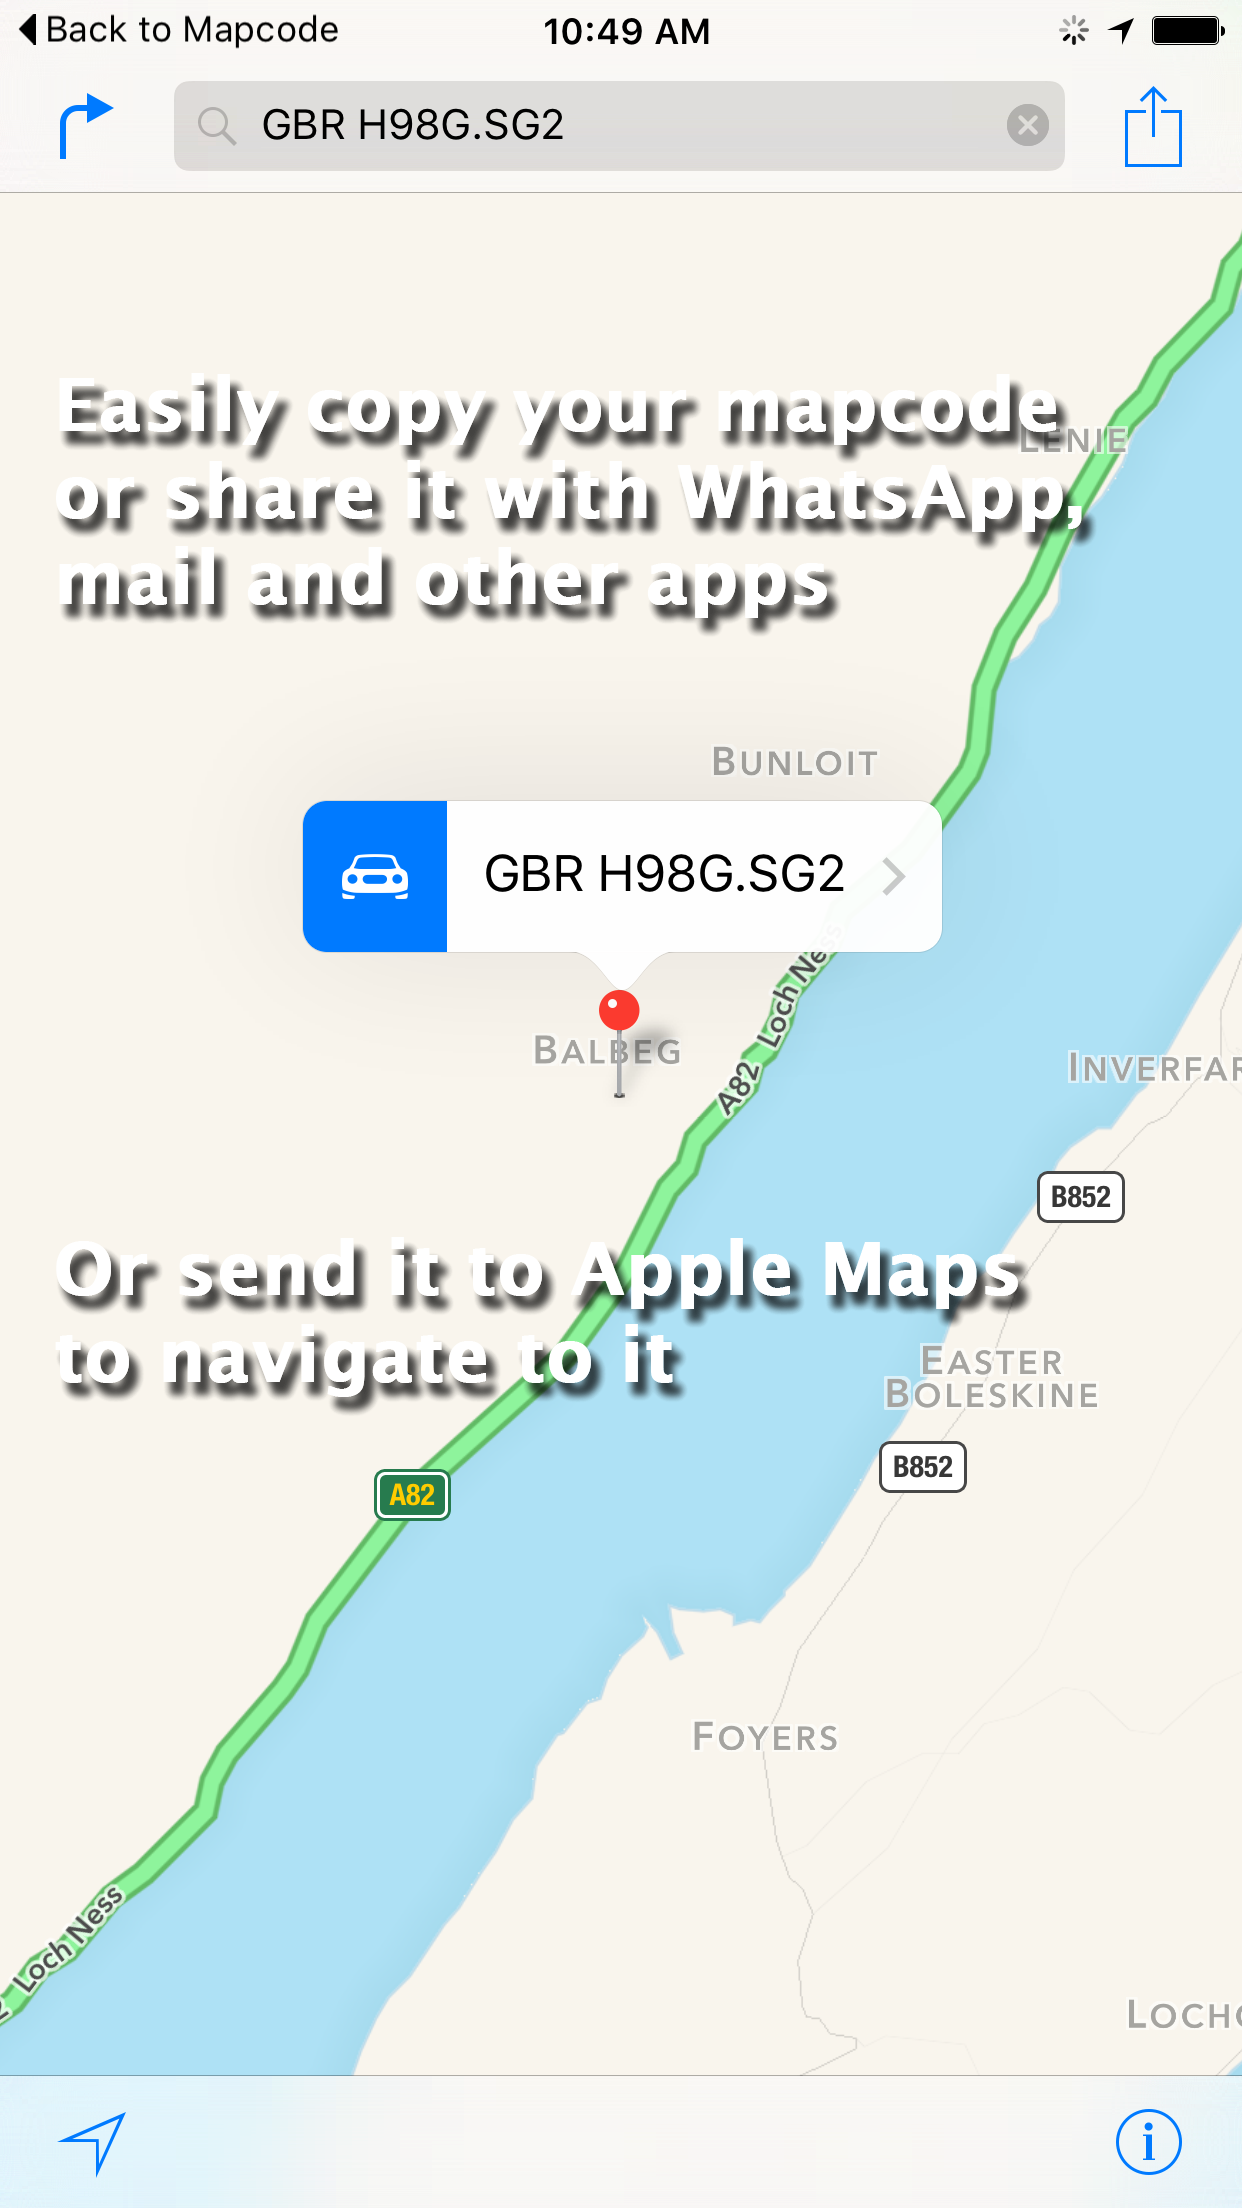 Back to Mapcode
10:49 AM
GBR H98G.SG2
Easily copy your mapcode
LENIE
or share it with WhatsApp,
mail and other apps
BUNLOIT
GBR H98G.SG2
Loch Ness
BALBEG
A82
INVERFAR
B852
Or send it to Apple Maps
to navigate to it
EASTER
BOLESKINE
B852
A82
FOYERS
Loch Ness
LOCH